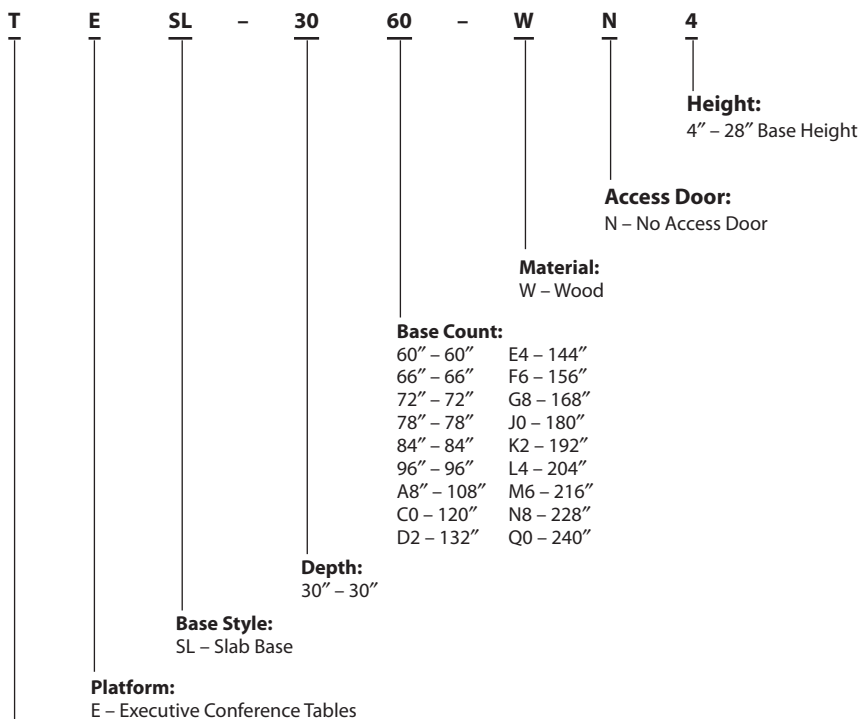 T E SL – 30 60 – W N 4
Height:
4″ – 28″ Base Height
Access Door:
N – No Access Door
Material:
W – Wood
Base Count:
60″ – 60″ E4 – 144″
66″ – 66″ F6 – 156″
72″ – 72″ G8 – 168″
78″ – 78″ J0 – 180″
84″ – 84″ K2 – 192″
96″ – 96″ L4 – 204″
A8″ – 108″ M6 – 216″
C0 – 120″ N8 – 228″
D2 – 132″ Q0 – 240″
Depth:
30″ – 30″
Base Style:
SL – Slab Base
Platform:
E – Executive Conference Tables